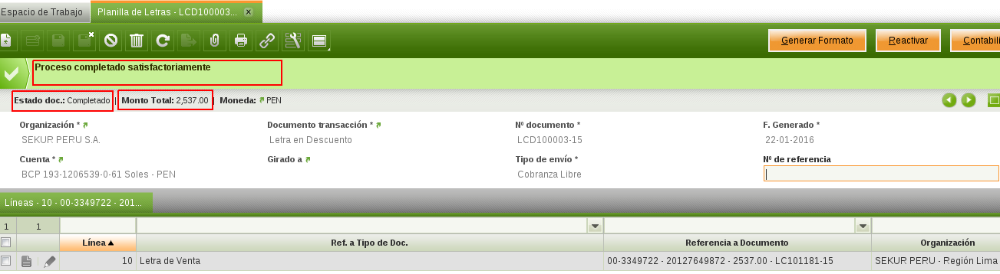 Espacio de Trabajo Planilla de Letras - LCD100003... x
Generar Formato Reactivar Contabili
Proceso completado satisfactoriamente
Estado doc.: Completado | Monto Total: 2,537.00 | Moneda: PEN
Organización * Documento transacción * Nº documento * F. Generado *
SEKUR PERU S.A. Letra en Descuento LCD100003-15 22-01-2016
Cuenta * Girado a Tipo de envío * Nº de referencia
BCP 193-1206539-0-61 Soles - PEN Cobranza Libre
Líneas - 10 - 00-3349722 - 201...
1 1
Línea Ref. a Tipo de Doc. Referencia a Documento Organización
10 Letra de Venta 00-3349722 - 20127649872 - 2537.00 - LC101181-15 SEKUR PERU - Región Lima